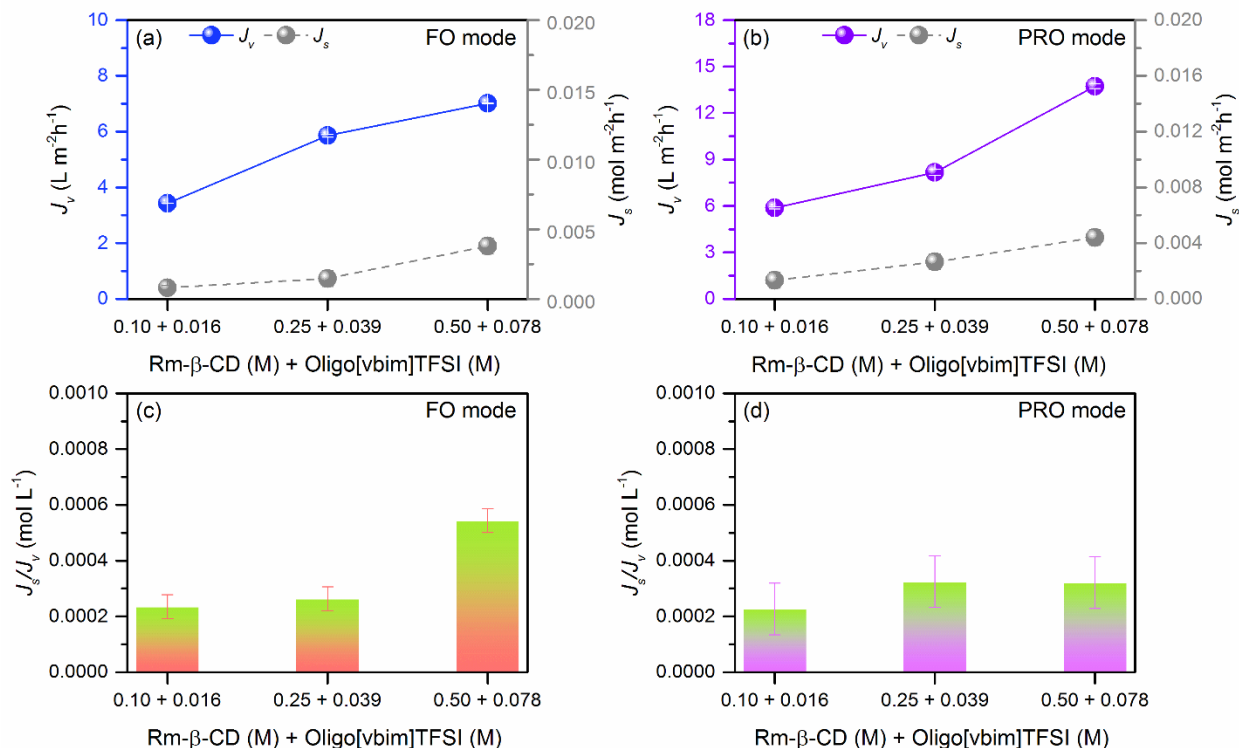 (a) Jv Js FO mode
10
8
6
4
2
0
Jv (L m-2h-1)
0.020
0.015
0.010
0.005
0.000
Js (mol m-2h-1)
0.10 + 0.016 0.25 + 0.039 0.50 + 0.078
Rm-β-CD (M) + Oligo[vbim]TFSI (M)
(b) Jv Js PRO mode
18
15
12
9
6
3
0
Jv (L m-2h-1)
0.020
0.016
0.012
0.008
0.004
0.000
Js (mol m-2h-1)
0.10 + 0.016 0.25 + 0.039 0.50 + 0.078
Rm-β-CD (M) + Oligo[vbim]TFSI (M)
(c) FO mode
0.0010
0.0008
0.0006
0.0004
0.0002
0.0000
Js/Jv (mol L-1)
0.10 + 0.016 0.25 + 0.039 0.50 + 0.078
Rm-β-CD (M) + Oligo[vbim]TFSI (M)
(d) PRO mode
0.0010
0.0008
0.0006
0.0004
0.0002
0.0000
Js/Jv (mol L-1)
0.10 + 0.016 0.25 + 0.039 0.50 + 0.078
Rm-β-CD (M) + Oligo[vbim]TFSI (M)